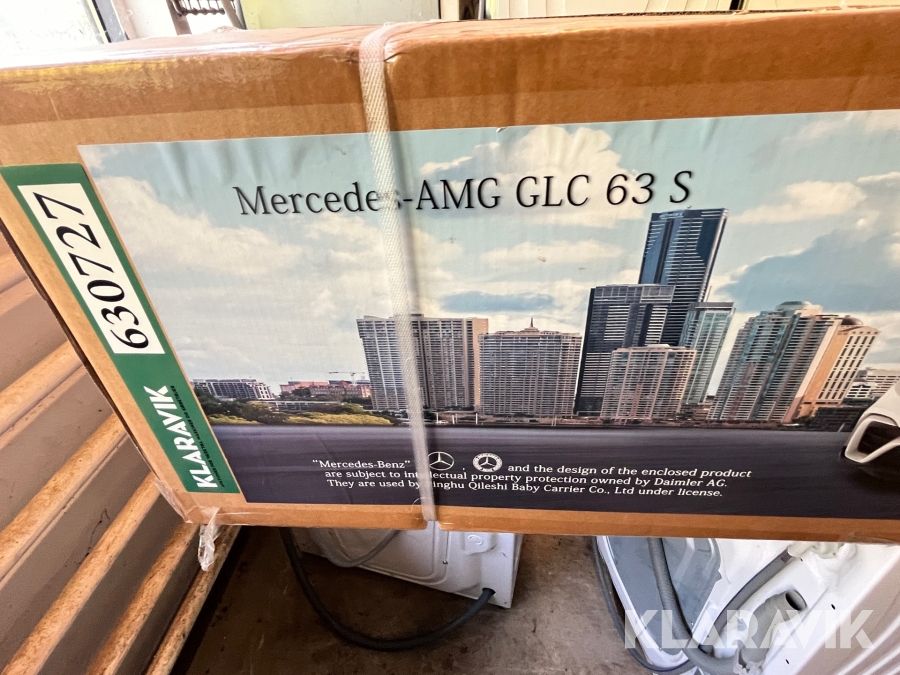 Mercedes-AMG GLC 63 S
630727
KLARAVIK
"Mercedes-Benz" , and the design of the enclosed product
are subject to intellectual property protection owned by Daimler AG.
They are used by Pinghu Qileshi Baby Carrier Co., Ltd under license.
KLARAVIK